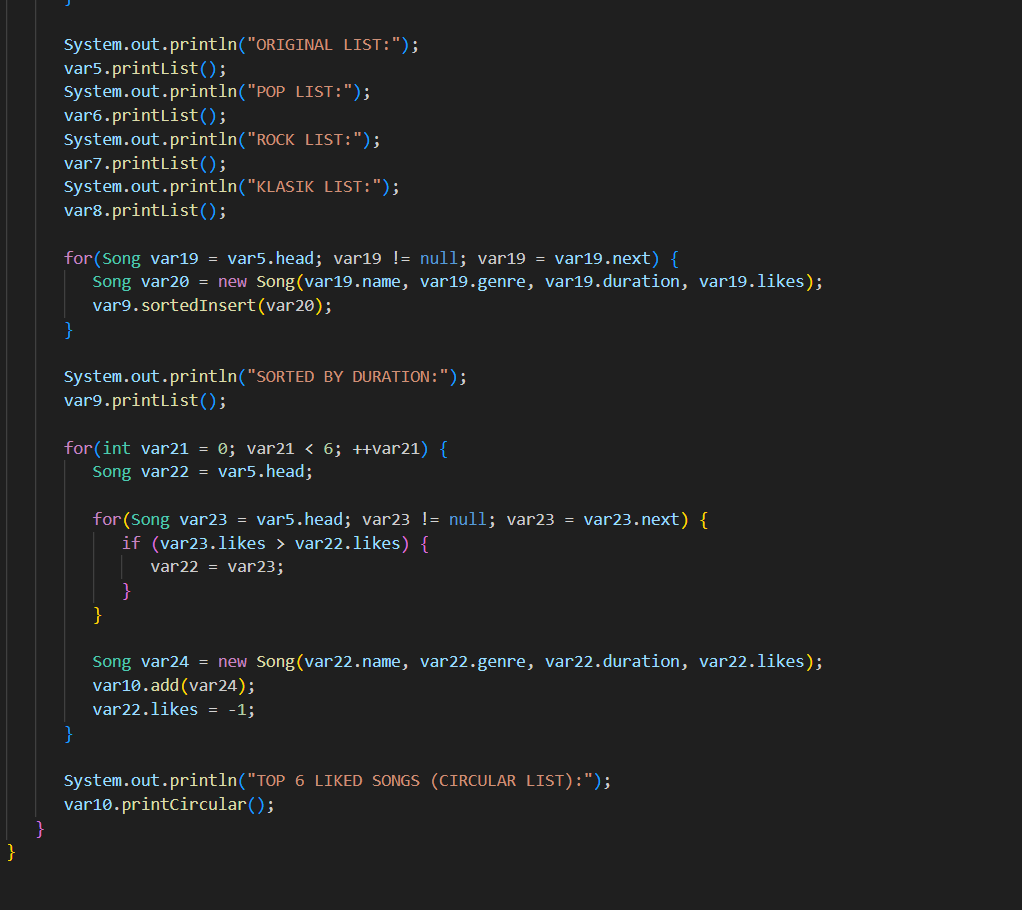 }
System.out.println("ORIGINAL LIST:");
var5.printList();
System.out.println("POP LIST:");
var6.printList();
System.out.println("ROCK LIST:");
var7.printList();
System.out.println("KLASIK LIST:");
var8.printList();
for(Song var19 = var5.head; var19 != null; var19 = var19.next) {
Song var20 = new Song(var19.name, var19.genre, var19.duration, var19.likes);
var9.sortedInsert(var20);
}
System.out.println("SORTED BY DURATION:");
var9.printList();
for(int var21 = 0; var21 < 6; ++var21) {
Song var22 = var5.head;
for(Song var23 = var5.head; var23 != null; var23 = var23.next) {
if (var23.likes > var22.likes) {
var22 = var23;
}
}
Song var24 = new Song(var22.name, var22.genre, var22.duration, var22.likes);
var10.add(var24);
var22.likes = -1;
}
System.out.println("TOP 6 LIKED SONGS (CIRCULAR LIST):");
var10.printCircular();
}
}